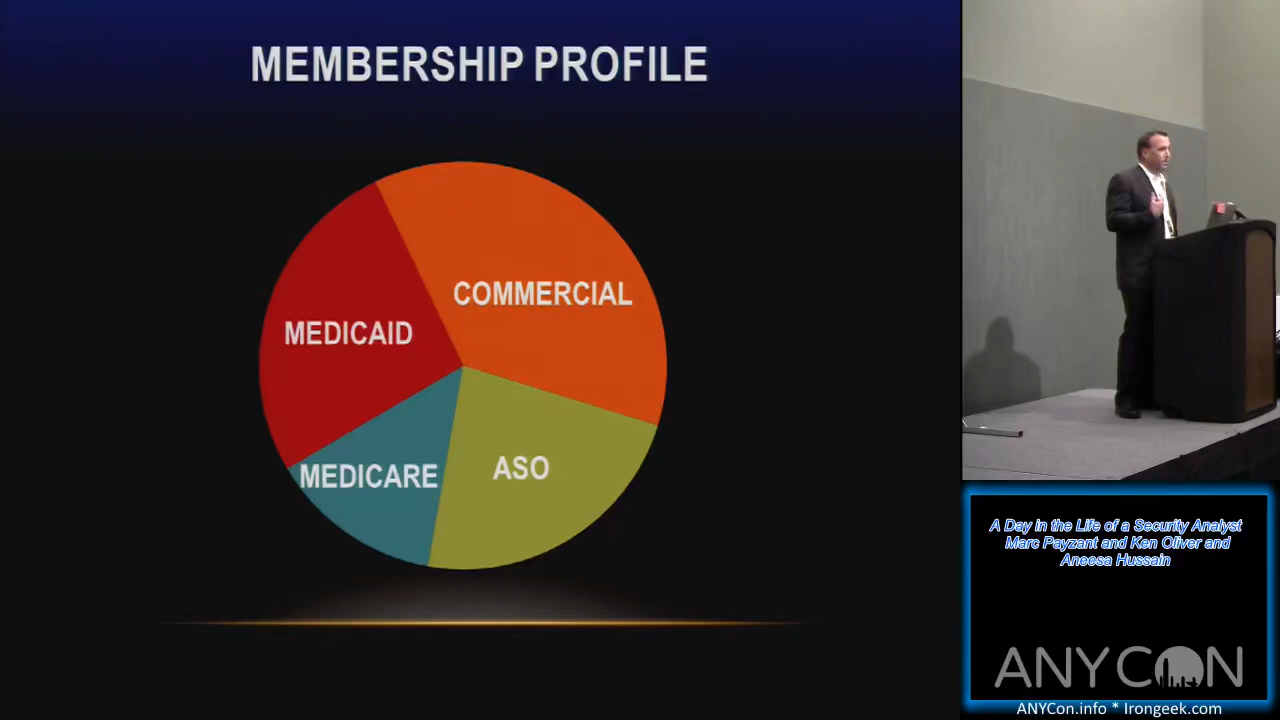 MEMBERSHIP PROFILE
COMMERCIAL
MEDICAID
MEDICARE
ASO
A Day in the Life of a Security Analyst
Marc Payzant and Ken Oliver and
Aneesa Hussain
ANYCON
ANYCon.info * Irongeek.com